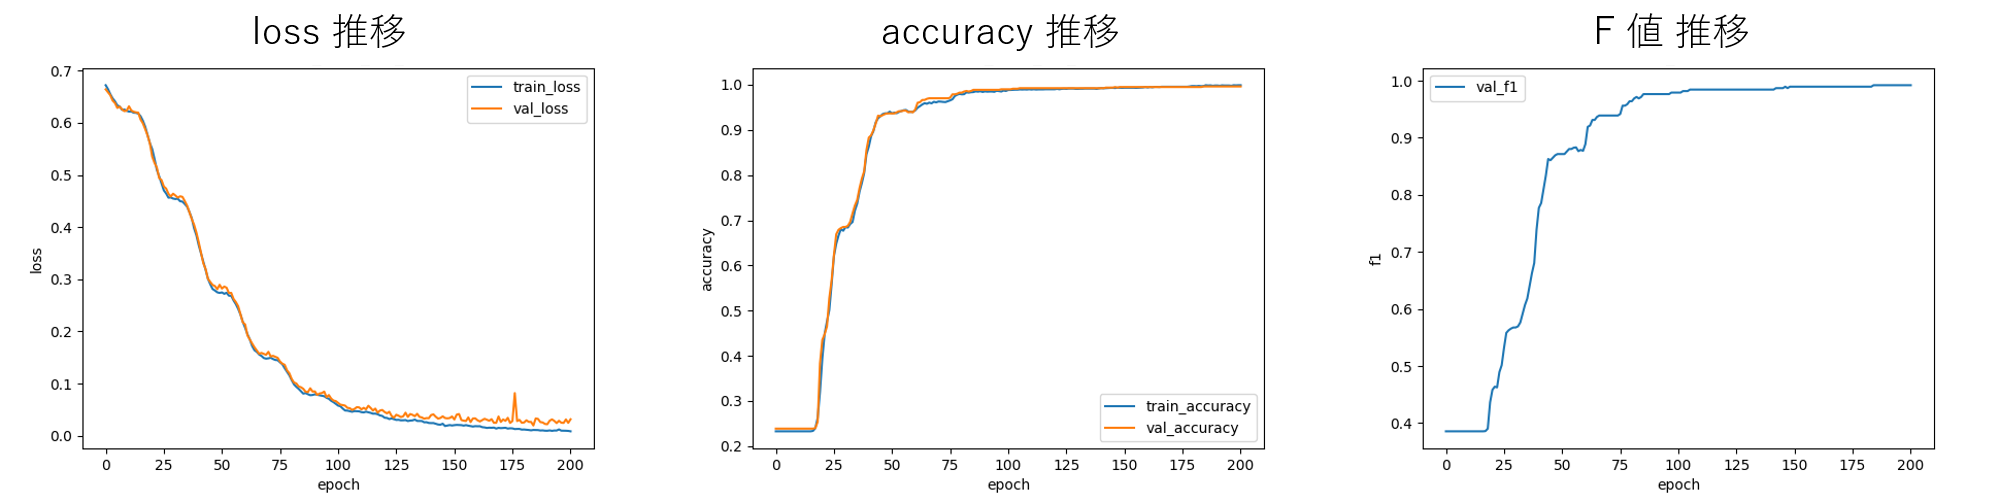 loss 推移
accuracy 推移
F 値 推移
0.7
0.6
0.5
0.4
0.3
0.2
0.1
0.0
loss
train_loss
val_loss
0 25 50 75 100 125 150 175 200
epoch
1.0
0.9
0.8
0.7
0.6
0.5
0.4
0.3
0.2
accuracy
train_accuracy
val_accuracy
0 25 50 75 100 125 150 175 200
epoch
1.0
0.9
0.8
0.7
0.6
0.5
0.4
f1
val_f1
0 25 50 75 100 125 150 175 200
epoch